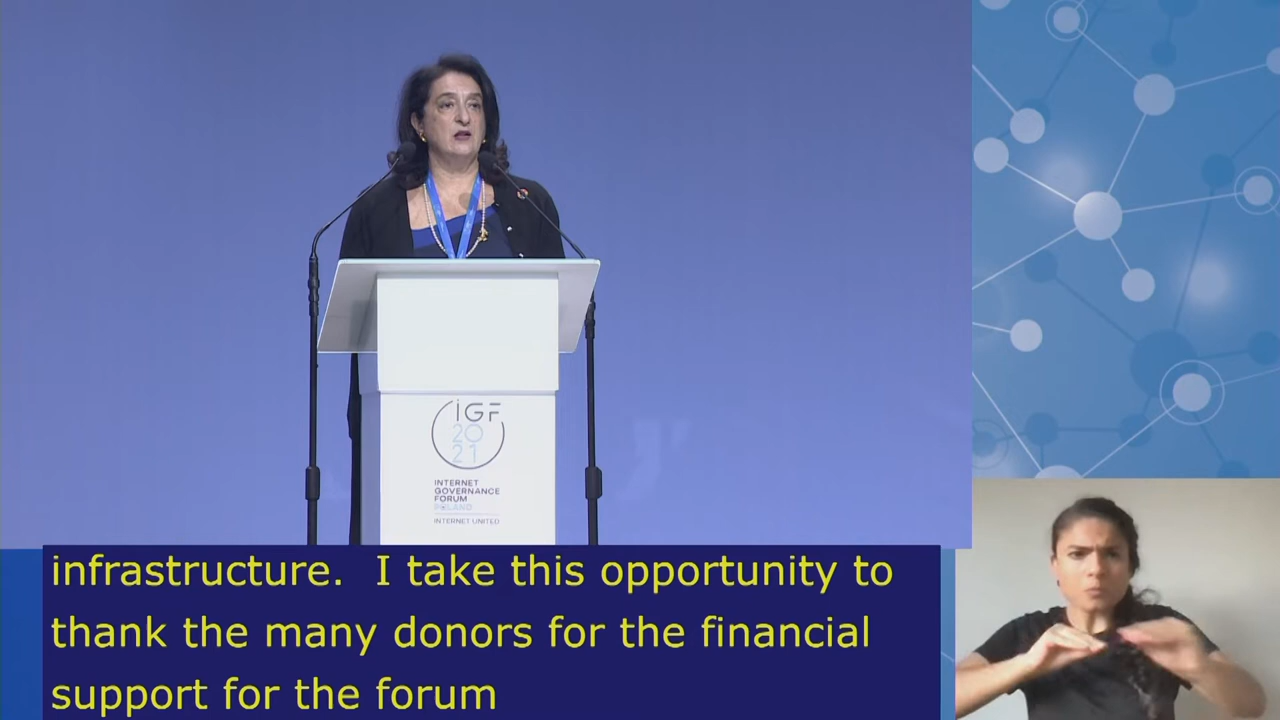 iGF
20
21
INTERNET
GOVERNANCE
FORUM
POLAND
INTERNET UNITED
infrastructure.  I take this opportunity to
thank the many donors for the financial
support for the forum